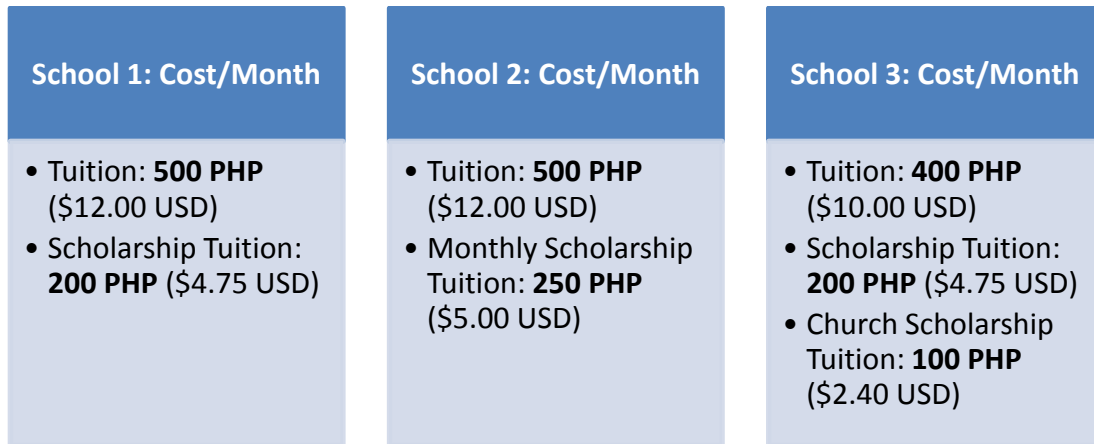 School 1: Cost/Month
• Tuition: 500 PHP
($12.00 USD)
• Scholarship Tuition:
200 PHP ($4.75 USD)
School 2: Cost/Month
• Tuition: 500 PHP
($12.00 USD)
• Monthly Scholarship
Tuition: 250 PHP
($5.00 USD)
School 3: Cost/Month
• Tuition: 400 PHP
($10.00 USD)
• Scholarship Tuition:
200 PHP ($4.75 USD)
• Church Scholarship
Tuition: 100 PHP
($2.40 USD)